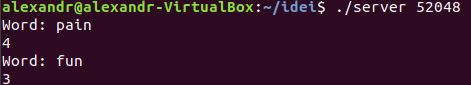 alexandr@alexandr-VirtualBox:~/idei$ ./server 52048
Word: pain
4
Word: fun
3